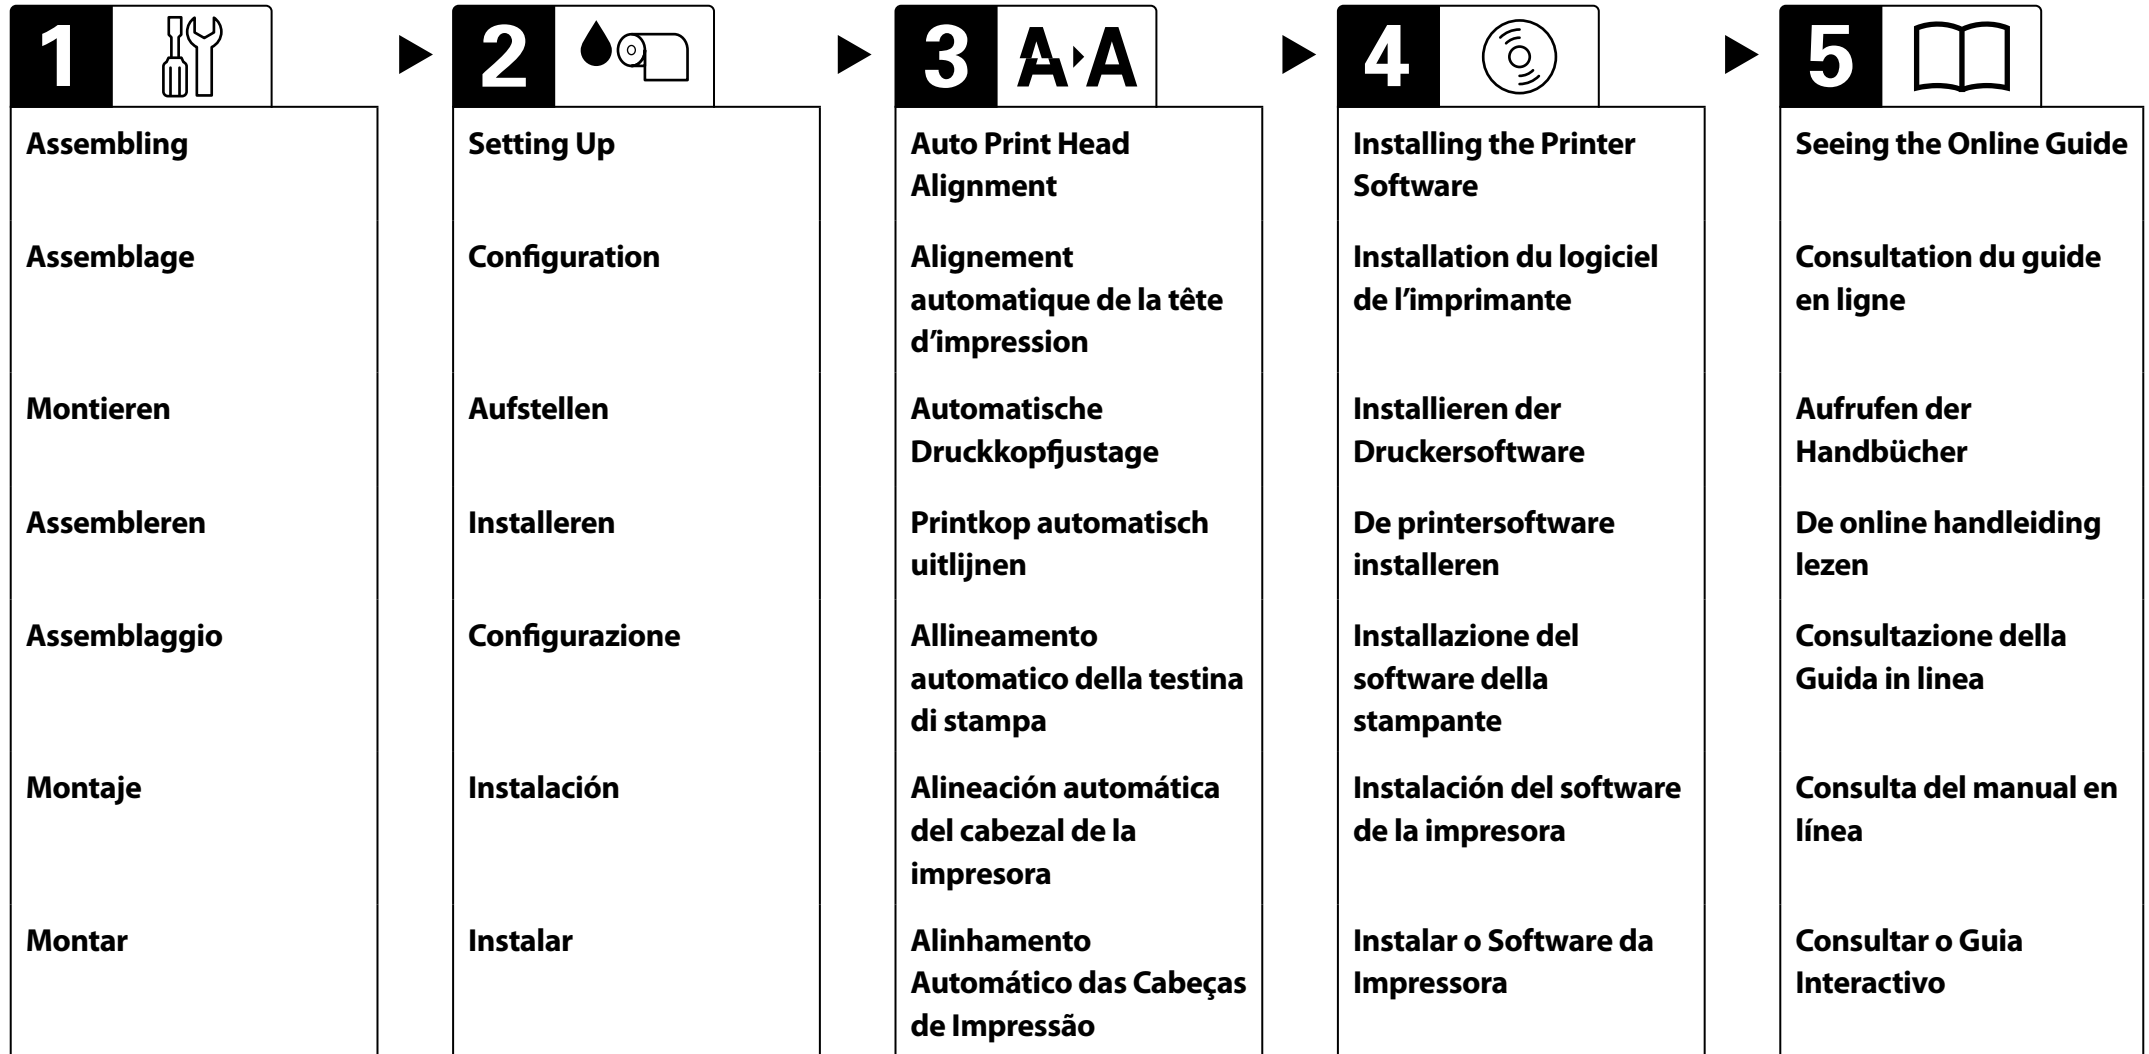 1
Assembling
Assemblage
Montieren
Assembleren
Assemblaggio
Montaje
Montar
2
Setting Up
Configuration
Aufstellen
Installeren
Configurazione
Instalación
Instalar
3 A A
Auto Print Head
Alignment
Alignement
automatique de la tête
d’impression
Automatische
Druckkopfjustage
Printkop automatisch
uitlijnen
Allineamento
automatico della testina
di stampa
Alineación automática
del cabezal de la
impresora
Alinhamento
Automático das Cabeças
de Impressão
4
Installing the Printer
Software
Installation du logiciel
de l’imprimante
Installieren der
Druckersoftware
De printersoftware
installeren
Installazione del
software della
stampante
Instalación del software
de la impresora
Instalar o Software da
Impressora
5
Seeing the Online Guide
Consultation du guide
en ligne
Aufrufen der
Handbücher
De online handleiding
lezen
Consultazione della
Guida in linea
Consulta del manual en
línea
Consultar o Guia
Interactivo